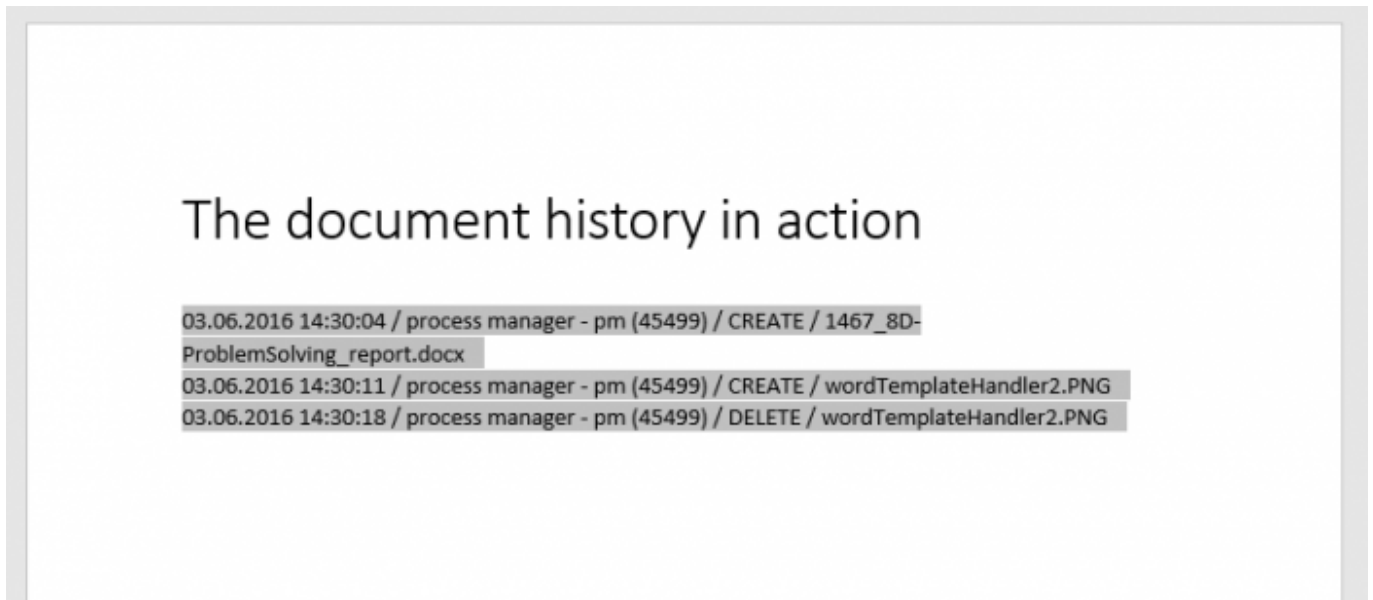 The document history in action
03.06.2016 14:30:04 / process manager - pm (45499) / CREATE / 1467_8D-
ProblemSolving_report.docx
03.06.2016 14:30:11 / process manager - pm (45499) / CREATE / wordTemplateHandler2.PNG
03.06.2016 14:30:18 / process manager - pm (45499) / DELETE / wordTemplateHandler2.PNG